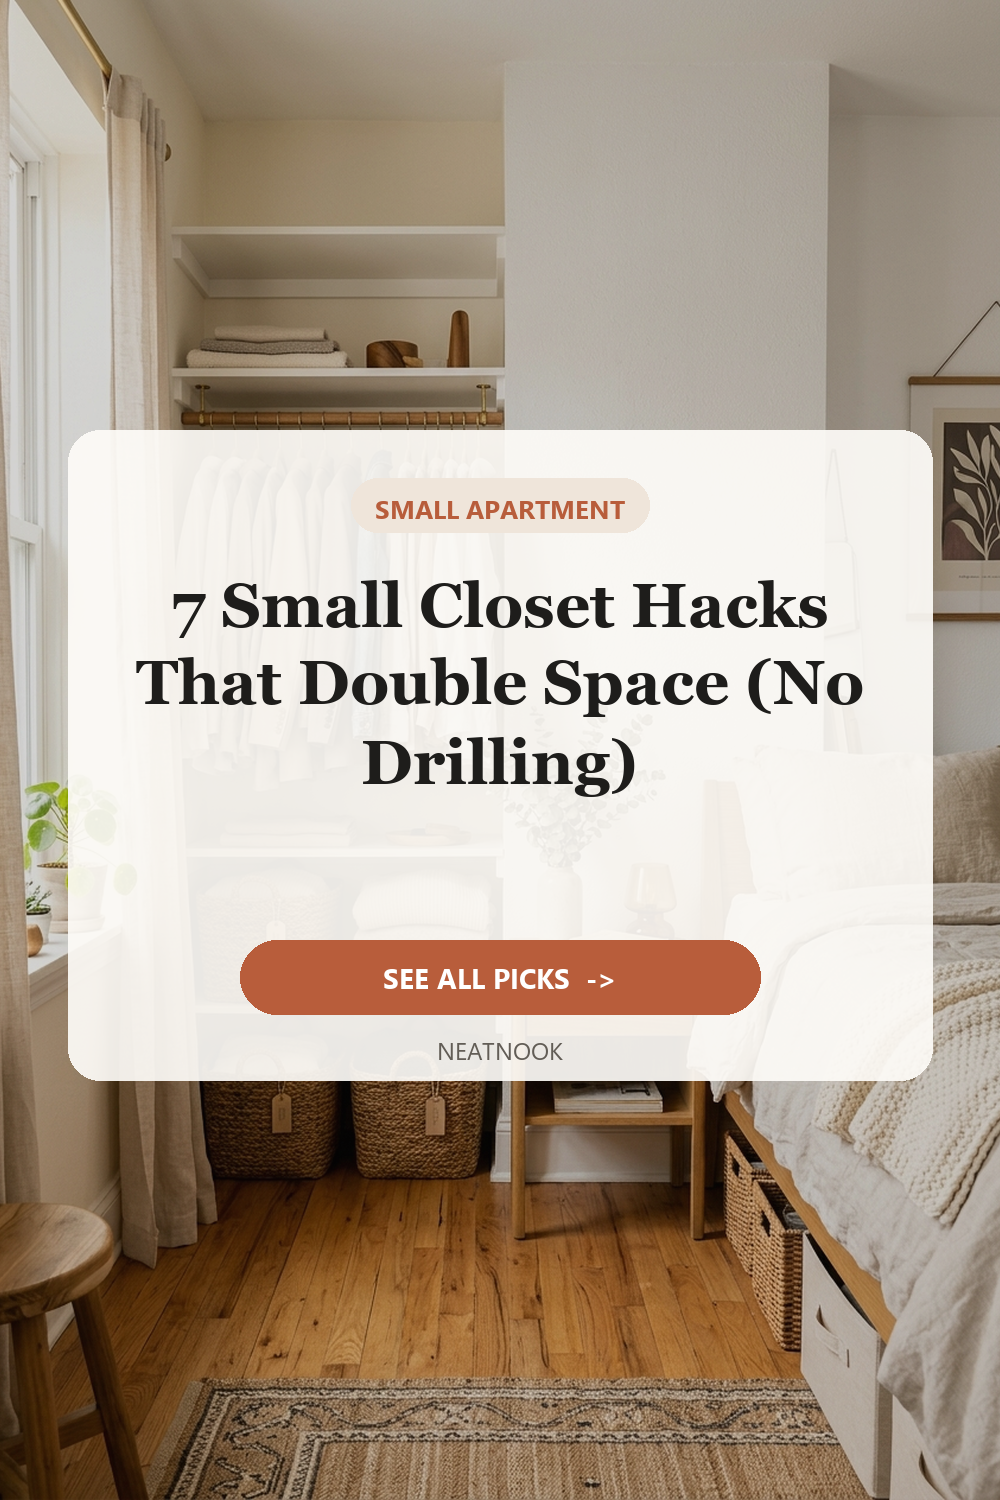 SMALL APARTMENT
7 Small Closet Hacks
That Double Space (No
Drilling)
SEE ALL PICKS ->
NEATNOOK